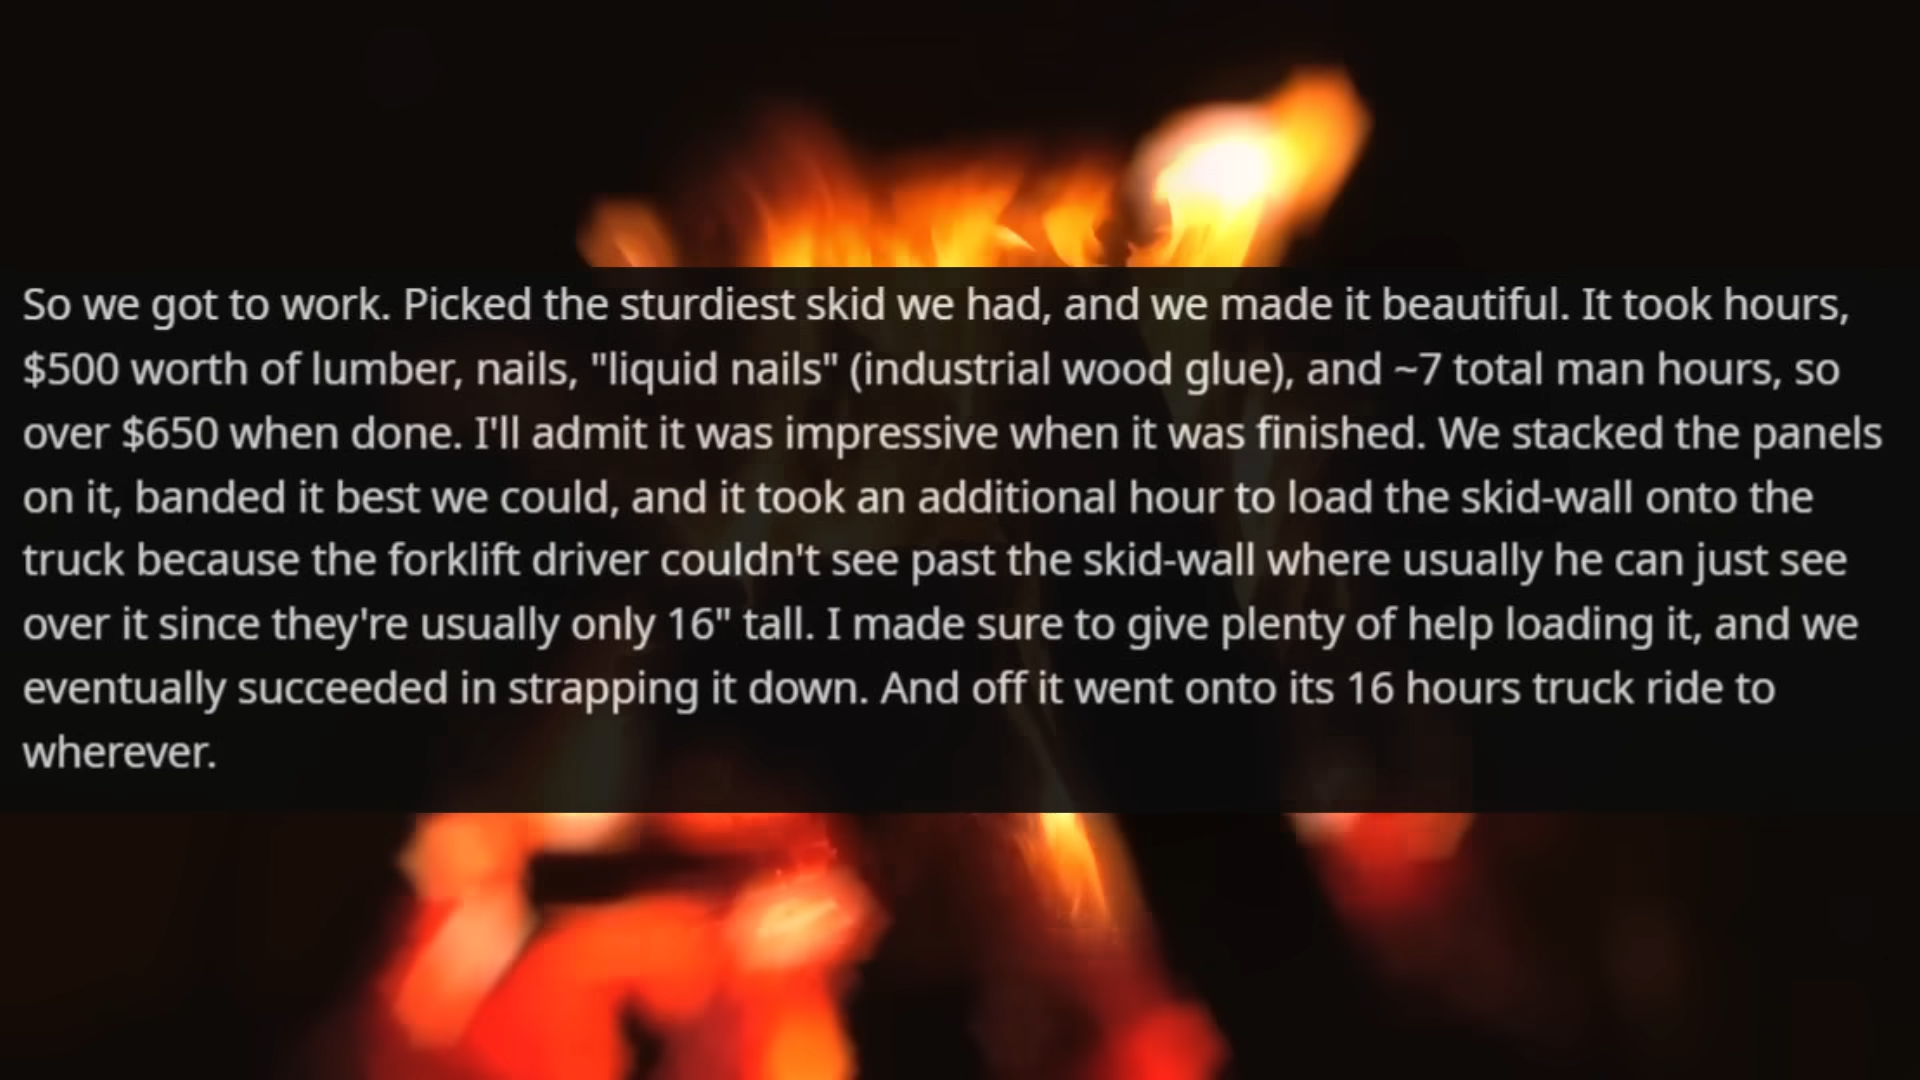 So we got to work. Picked the sturdiest skid we had, and we made it beautiful. It took hours,
$500 worth of lumber, nails, "liquid nails" (industrial wood glue), and ~7 total man hours, so
over $650 when done. I'll admit it was impressive when it was finished. We stacked the panels
on it, banded it best we could, and it took an additional hour to load the skid-wall onto the
truck because the forklift driver couldn't see past the skid-wall where usually he can just see
over it since they're usually only 16" tall. I made sure to give plenty of help loading it, and we
eventually succeeded in strapping it down. And off it went onto its 16 hours truck ride to
wherever.